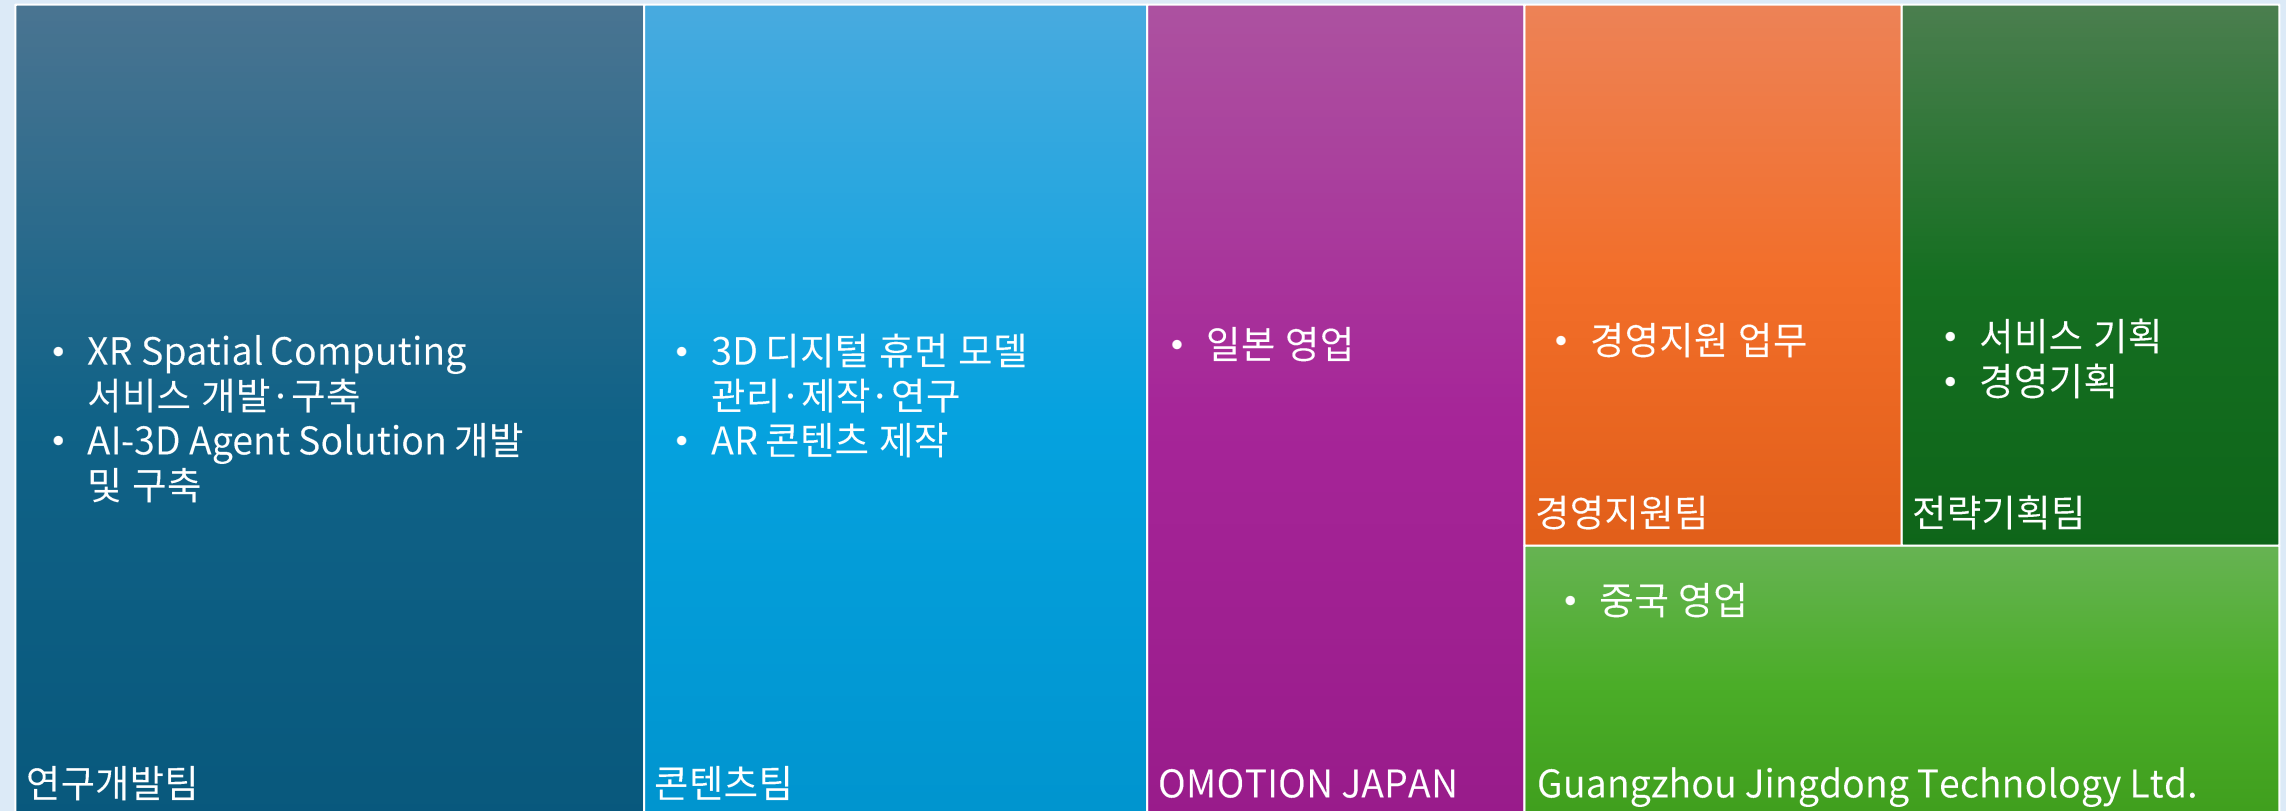 • XR Spatial Computing
서비스 개발·구축
• AI-3D Agent Solution 개발
및 구축
연구개발팀
• 3D 디지털 휴먼 모델
관리·제작·연구
• AR 콘텐츠 제작
콘텐츠팀
• 일본 영업
OMOTION JAPAN
• 경영지원 업무
경영지원팀
• 서비스 기획
• 경영기획
전략기획팀
• 중국 영업
Guangzhou Jingdong Technology Ltd.